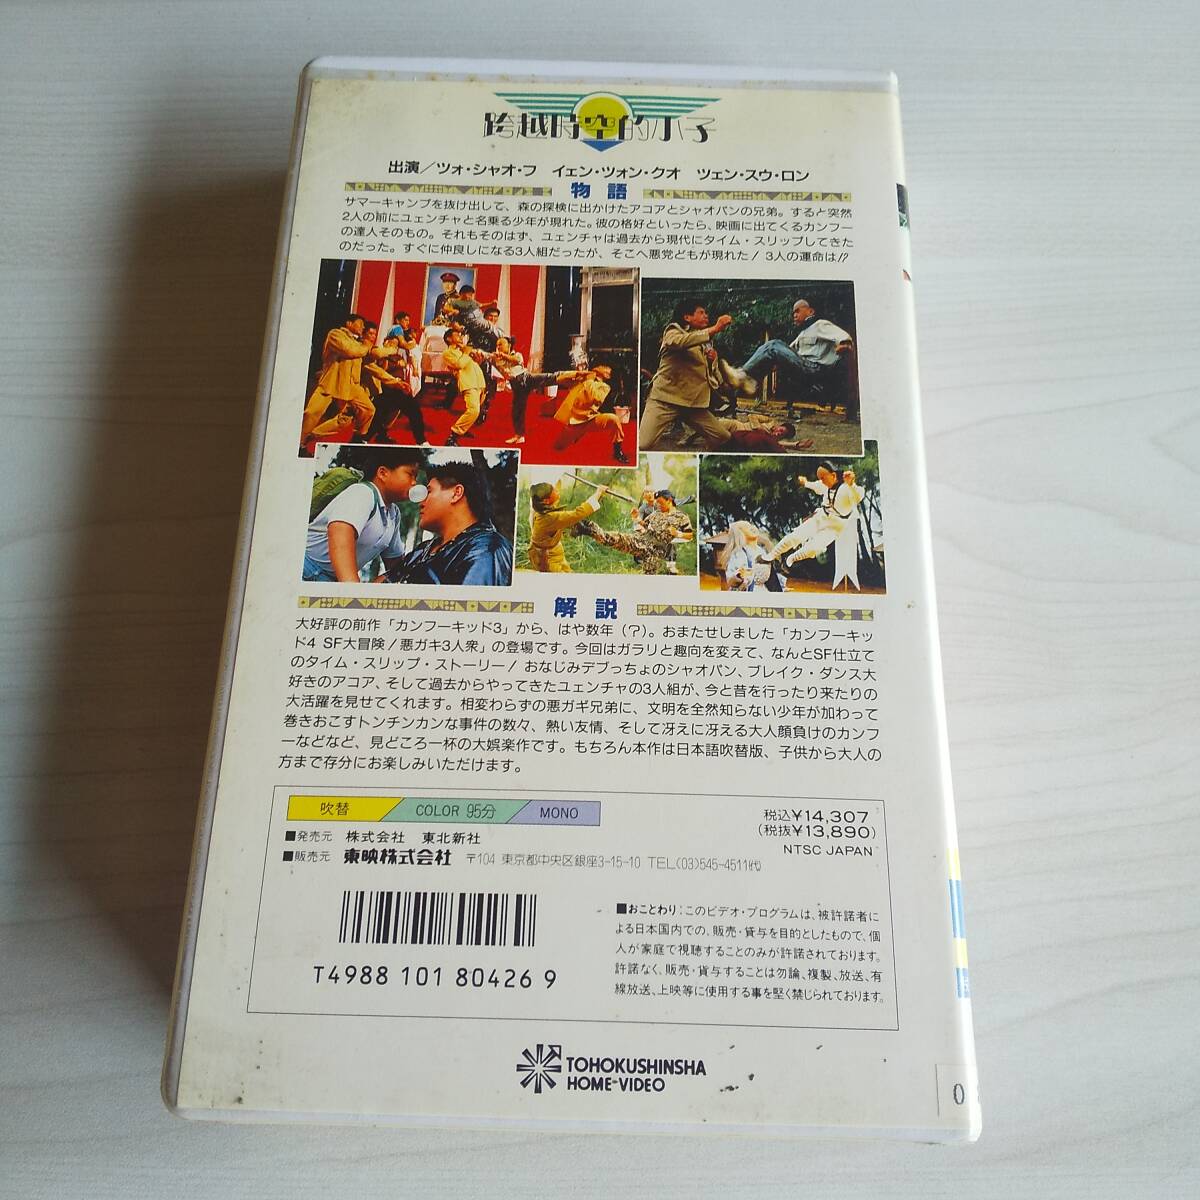 跨越時空的小子
出演／ツォ・シャオ・フ　イェン・ツォン・クオ　ツェン・スウ・ロン
物語
サマーキャンプを抜け出して、森の探検に出かけたアコアとシャオパンの兄弟。すると突然
2人の前にユェンチャと名乗る少年が現れた。彼の格好といったら、映画に出てくるカンフー
の達人そのもの。それもそのはず、ユェンチャは過去から現代にタイム・スリップしてきた
のだった。すぐに仲良しになる3人組だったが、そこへ悪党どもが現れた！3人の運命は!?
解説
大好評の前作「カンフーキッド3」から、はや数年（？）。おまたせしました「カンフーキッ
ド4 SF大冒険！悪ガキ3人衆」の登場です。今回はガラリと趣向を変えて、なんとSF仕立て
のタイム・スリップ・ストーリー！おなじみデブっちょのシャオパン、ブレイク・ダンス大
好きのアコア、そして過去からやってきたユェンチャの3人組が、今と昔を行ったり来たりの
大活躍を見せてくれます。相変わらずの悪ガキ兄弟に、文明を全然知らない少年が加わって
巻きおこすトンチンカンな事件の数々、熱い友情、そして冴えに冴える大人顔負けのカンフ
ーなどなど、見どころ一杯の大娯楽作です。もちろん本作は日本語吹替版、子供から大人の
方まで存分にお楽しみいただけます。
吹替　COLOR 95分　MONO
税込¥14,307
(税抜¥13,890)
NTSC JAPAN
■発売元　株式会社　東北新社
■販売元　東映株式会社　〒104 東京都中央区銀座3-15-10 TEL(03)545-4511(代)
T4988 101 80426 9
■おことわり：このビデオ・プログラムは、被許諾者に
よる日本国内での、販売・貸与を目的としたもので、個
人が家庭で視聴することのみが許諾されております。
許諾なく、販売・貸与することは勿論、複製、放送、有
線放送、上映等に使用する事を堅く禁じられております。
TOHOKUSHINSHA
HOME-VIDEO
0